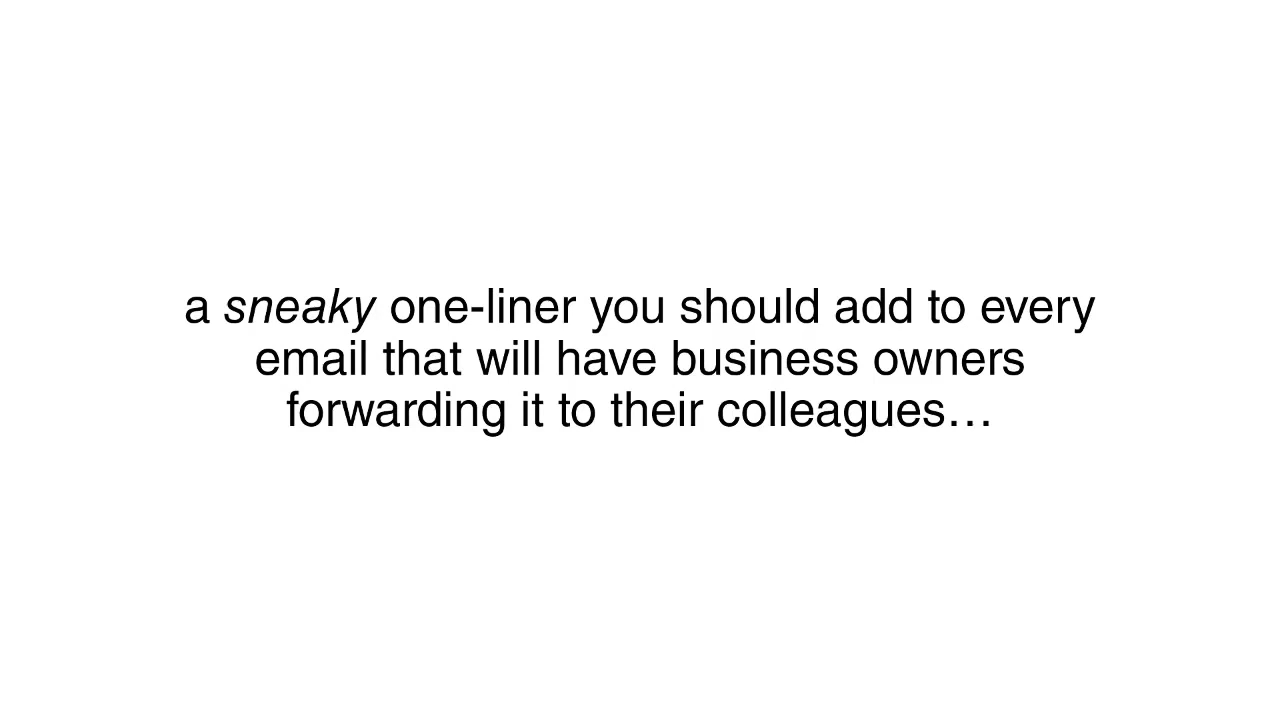 a sneaky one-liner you should add to every
email that will have business owners
forwarding it to their colleagues…